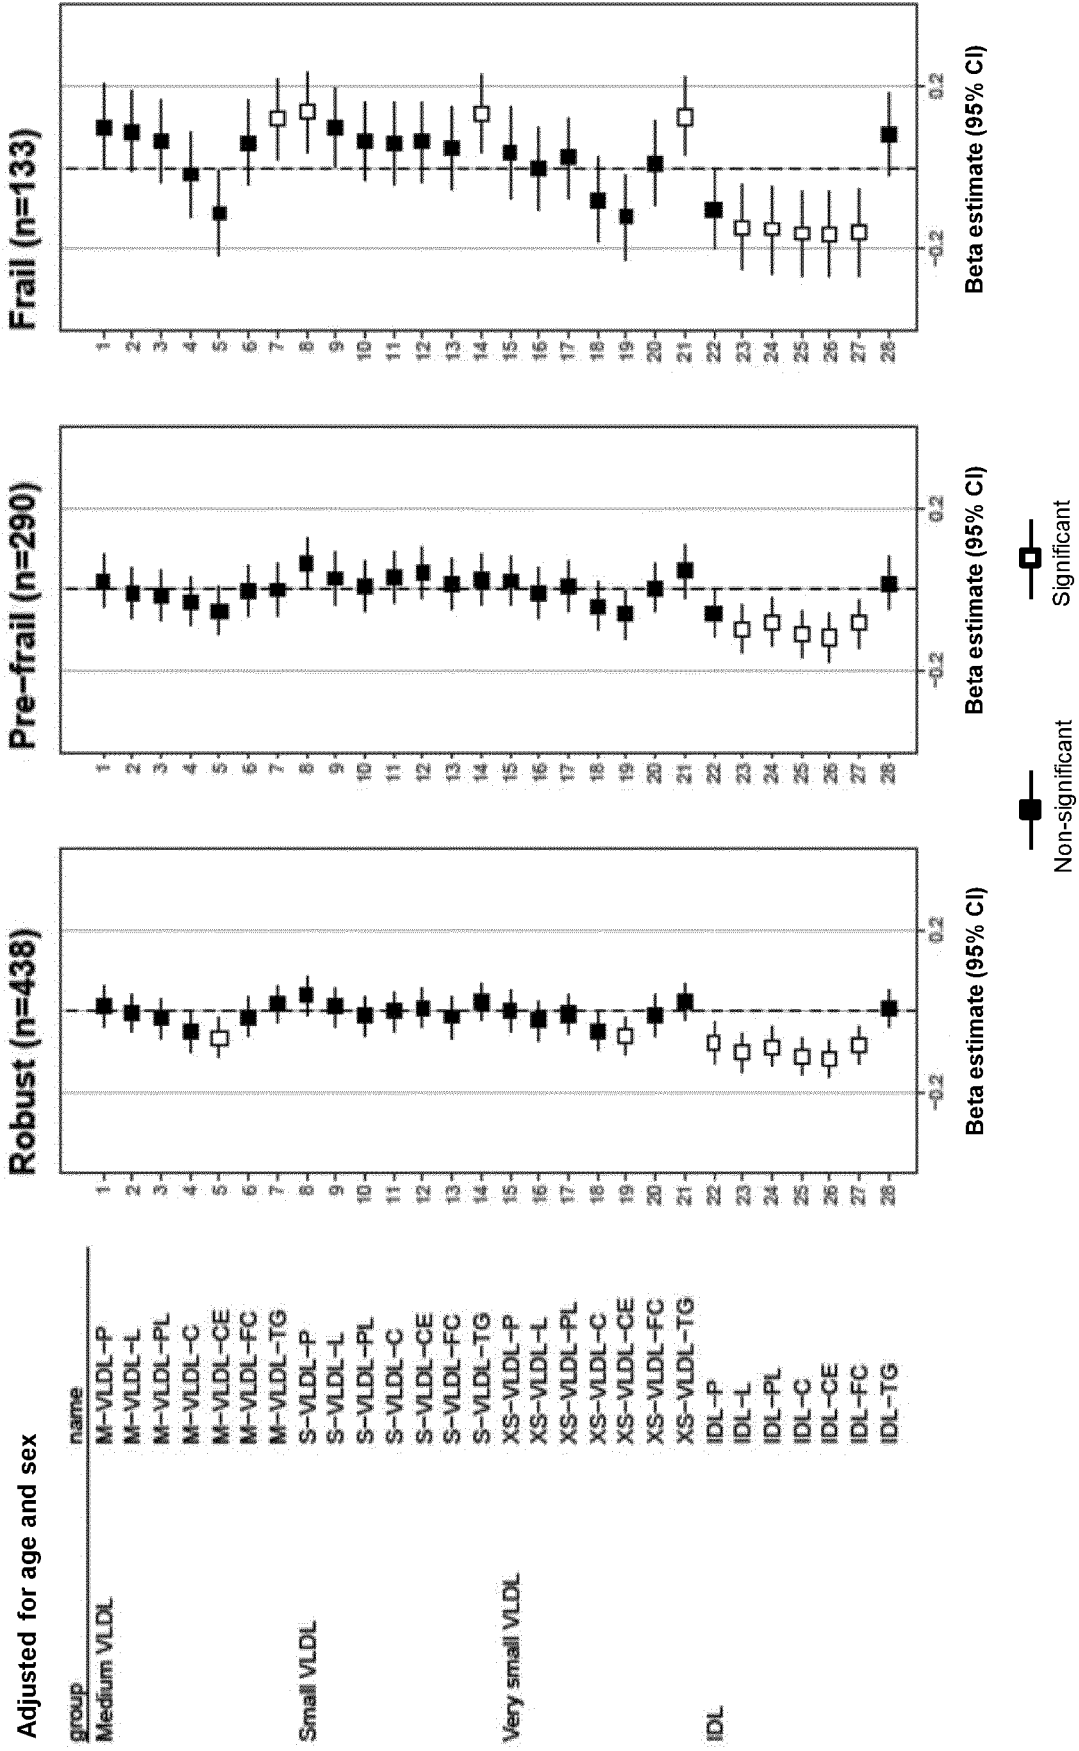 Adjusted for age and sex
group name
Medium VLDL M-VLDL-P
M-VLDL-L
M-VLDL-PL
M-VLDL-C
M-VLDL-CE
M-VLDL-FC
M-VLDL-TG
Small VLDL S-VLDL-P
S-VLDL-L
S-VLDL-PL
S-VLDL-C
S-VLDL-CE
S-VLDL-FC
S-VLDL-TG
Very small VLDL XS-VLDL-P
XS-VLDL-L
XS-VLDL-PL
XS-VLDL-C
XS-VLDL-CE
XS-VLDL-FC
XS-VLDL-TG
IDL IDL-P
IDL-L
IDL-PL
IDL-C
IDL-CE
IDL-FC
IDL-TG
Robust (n=438)
1
2
3
4
5
6
7
8
9
10
11
12
13
14
15
16
17
18
19
20
21
22
23
24
25
26
27
28
-0.2 0.2
Beta estimate (95% CI)
Pre-frail (n=290)
1
2
3
4
5
6
7
8
9
10
11
12
13
14
15
16
17
18
19
20
21
22
23
24
25
26
27
28
-0.2 0.2
Beta estimate (95% CI)
Frail (n=133)
1
2
3
4
5
6
7
8
9
10
11
12
13
14
15
16
17
18
19
20
21
22
23
24
25
26
27
28
-0.2 0.2
Beta estimate (95% CI)
Non-significant Significant